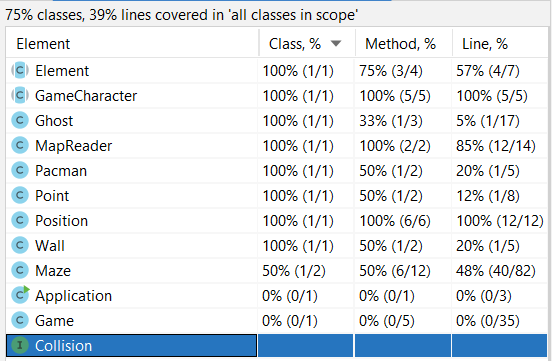 75% classes, 39% lines covered in 'all classes in scope'
Element Class, % Method, % Line, %
Element 100% (1/1) 75% (3/4) 57% (4/7)
GameCharacter 100% (1/1) 100% (5/5) 100% (5/5)
Ghost 100% (1/1) 33% (1/3) 5% (1/17)
MapReader 100% (1/1) 100% (2/2) 85% (12/14)
Pacman 100% (1/1) 50% (1/2) 20% (1/5)
Point 100% (1/1) 50% (1/2) 12% (1/8)
Position 100% (1/1) 100% (6/6) 100% (12/12)
Wall 100% (1/1) 50% (1/2) 20% (1/5)
Maze 50% (1/2) 50% (6/12) 48% (40/82)
Application 0% (0/1) 0% (0/1) 0% (0/3)
Game 0% (0/1) 0% (0/5) 0% (0/35)
Collision